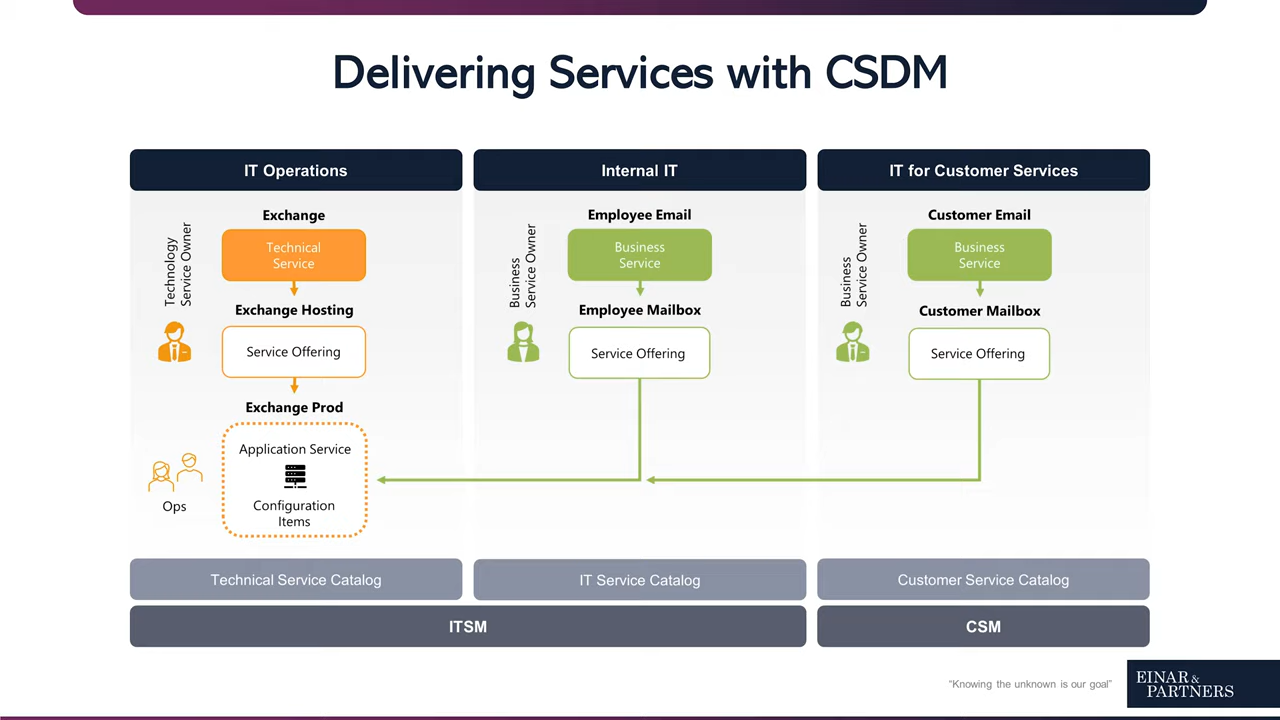 Delivering Services with CSDM
IT Operations
Exchange
Technology
Service Owner
Technical
Service
Exchange Hosting
Service Offering
Exchange Prod
Application Service
Configuration
Items
Ops
Technical Service Catalog
Internal IT
Employee Email
Business
Service Owner
Business
Service
Employee Mailbox
Service Offering
IT Service Catalog
ITSM
IT for Customer Services
Customer Email
Business
Service Owner
Business
Service
Customer Mailbox
Service Offering
Customer Service Catalog
CSM
“Knowing the unknown is our goal”
EINAR &
PARTNERS